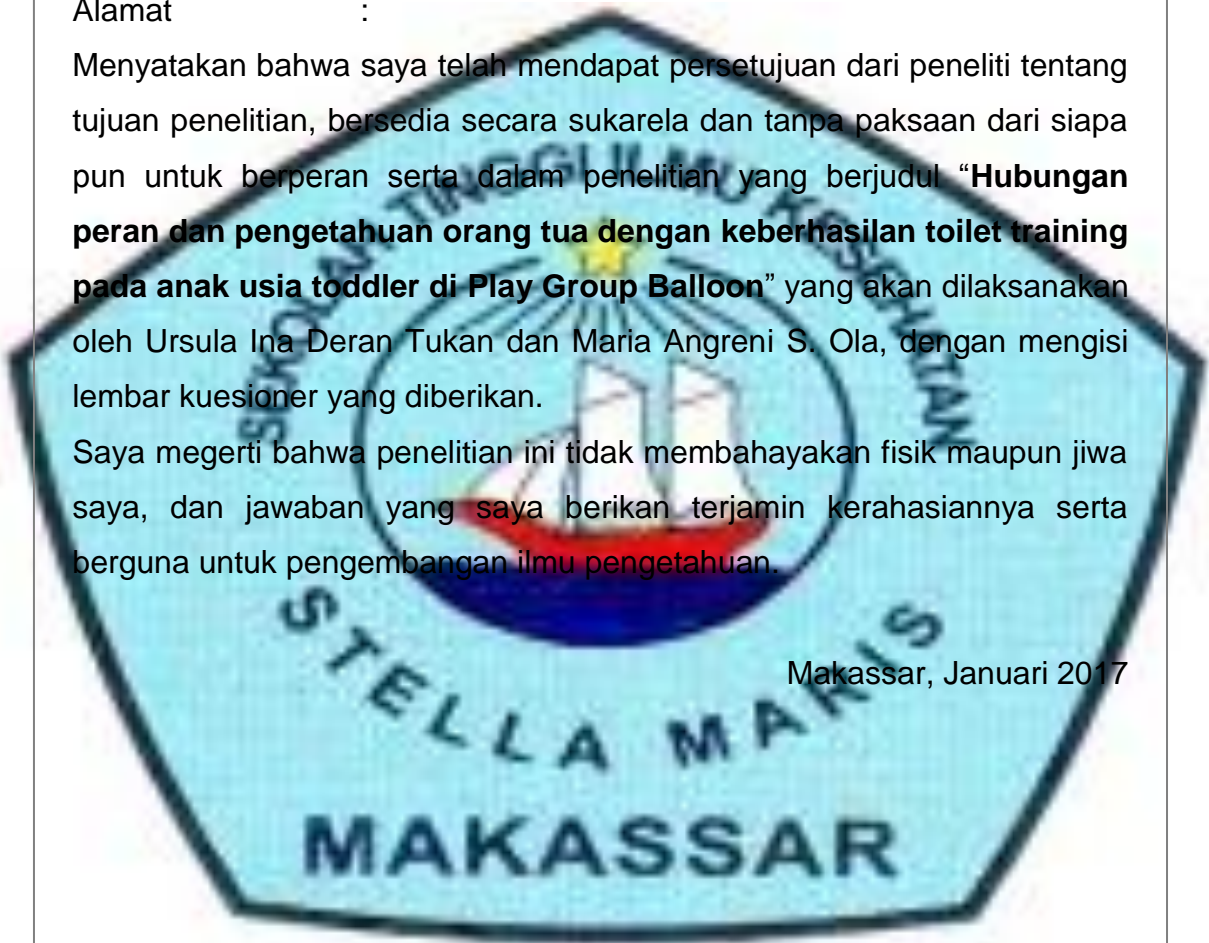 Alamat :
Menyatakan bahwa saya telah mendapat persetujuan dari peneliti tentang
tujuan penelitian, bersedia secara sukarela dan tanpa paksaan dari siapa
pun untuk berperan serta dalam penelitian yang berjudul “Hubungan
peran dan pengetahuan orang tua dengan keberhasilan toilet training
pada anak usia toddler di Play Group Balloon” yang akan dilaksanakan
oleh Ursula Ina Deran Tukan dan Maria Angreni S. Ola, dengan mengisi
lembar kuesioner yang diberikan.
Saya megerti bahwa penelitian ini tidak membahayakan fisik maupun jiwa
saya, dan jawaban yang saya berikan terjamin kerahasiannya serta
berguna untuk pengembangan ilmu pengetahuan.
Makassar, Januari 2017
SEKOLAH TINGGI ILMU KESEHATAN
STELLA MARIS
MAKASSAR